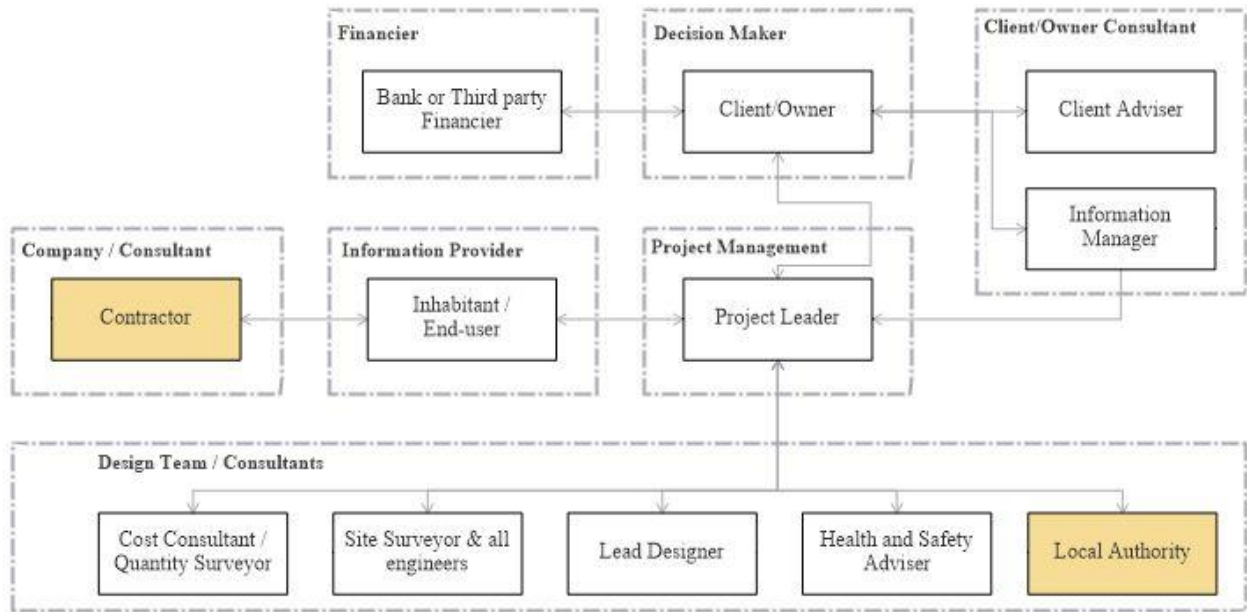 Financier
Decision Maker
Client/Owner Consultant
Bank or Third party
Financier
Client/Owner
Client Adviser
Information
Manager
Company / Consultant
Information Provider
Project Management
Contractor
Inhabitant /
End-user
Project Leader
Design Team / Consultants
Cost Consultant /
Quantity Surveyor
Site Surveyor & all
engineers
Lead Designer
Health and Safety
Adviser
Local Authority